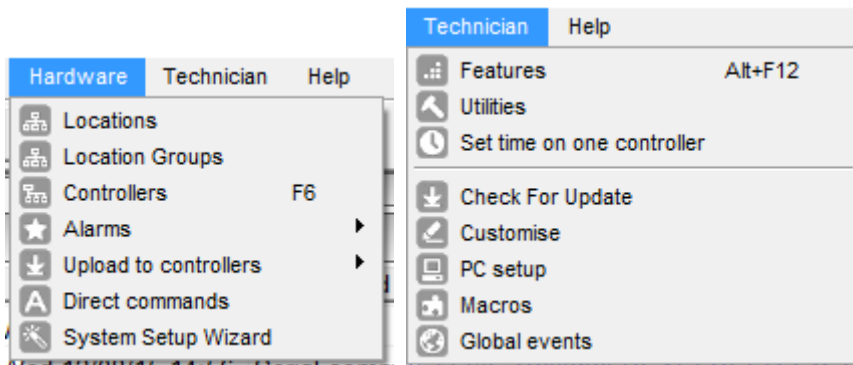 Hardware Technician Help
Locations
Location Groups
Controllers F6
Alarms
Upload to controllers
Direct commands
System Setup Wizard
Technician Help
Features Alt+F12
Utilities
Set time on one controller
Check For Update
Customise
PC setup
Macros
Global events